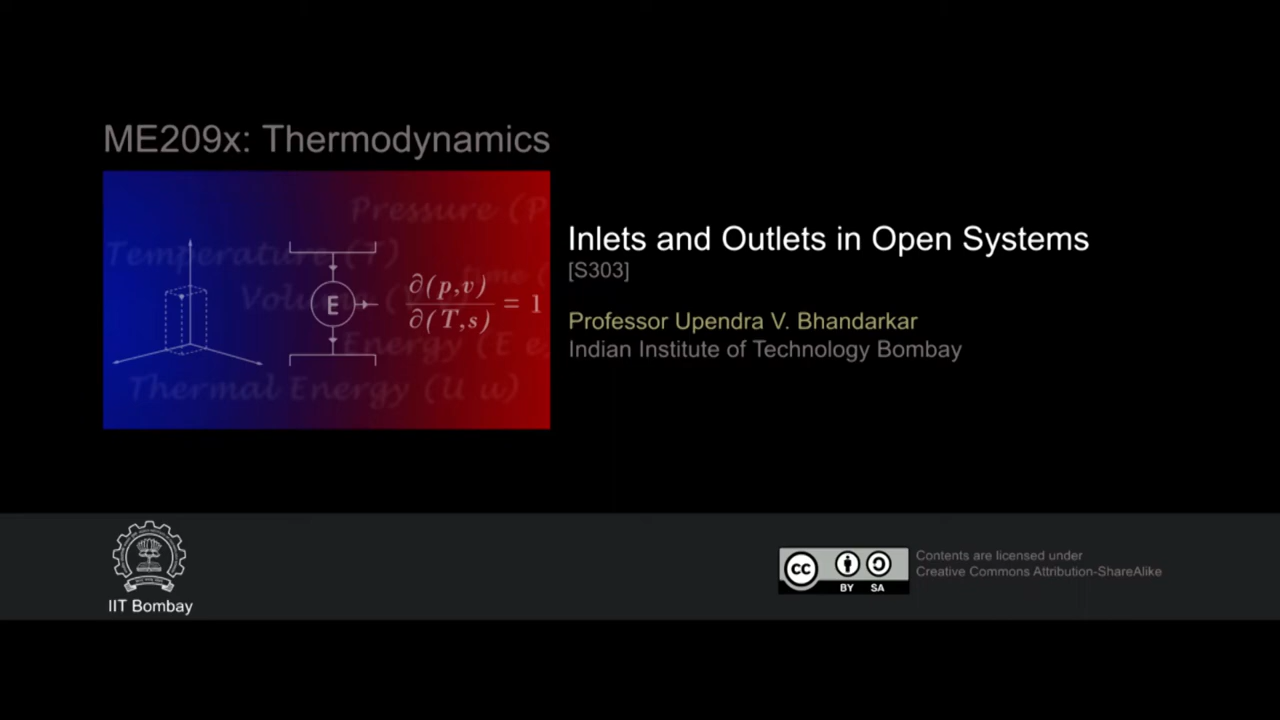 ME209x: Thermodynamics
Pressure (P
Temperature (T)
Energy (E e,
Thermal Energy (U u)
E
∂(p,v)
∂(T,s)
= 1
Inlets and Outlets in Open Systems
[S303]
Professor Upendra V. Bhandarkar
Indian Institute of Technology Bombay
IIT Bombay
cc
BY SA
Contents are licensed under
Creative Commons Attribution-ShareAlike